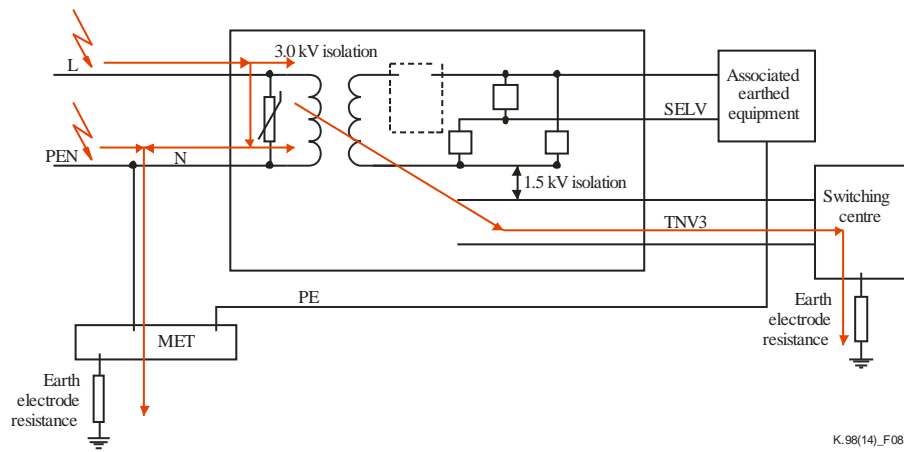 3.0 kV isolation
L
Associated
earthed
equipment
SELV
PEN
N
1.5 kV isolation
Switching
centre
TNV3
PE
Earth
electrode
resistance
MET
Earth
electrode
resistance
K.98(14)_F08